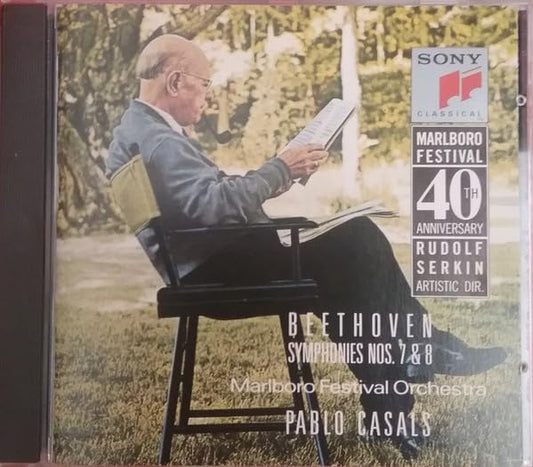 SONY
CLASSICAL
MARLBORO
FESTIVAL
40TH
ANNIVERSARY
RUDOLF
SERKIN
ARTISTIC DIR.
BEETHOVEN
SYMPHONIES NOS. 7 & 8
Marlboro Festival Orchestra
PABLO CASALS